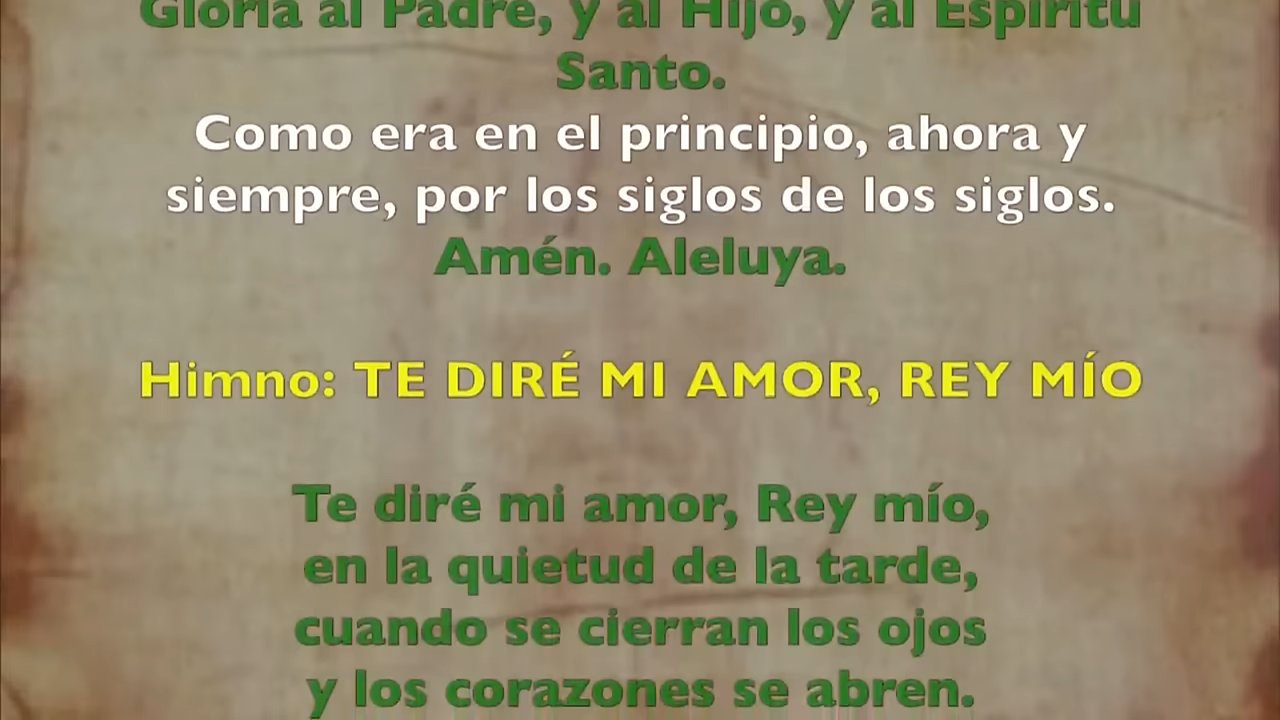 Gloria al Padre, y al Hijo, y al Espíritu
Santo.
Como era en el principio, ahora y
siempre, por los siglos de los siglos.
Amén. Aleluya.
Himno: TE DIRÉ MI AMOR, REY MÍO
Te diré mi amor, Rey mío,
en la quietud de la tarde,
cuando se cierran los ojos
y los corazones se abren.